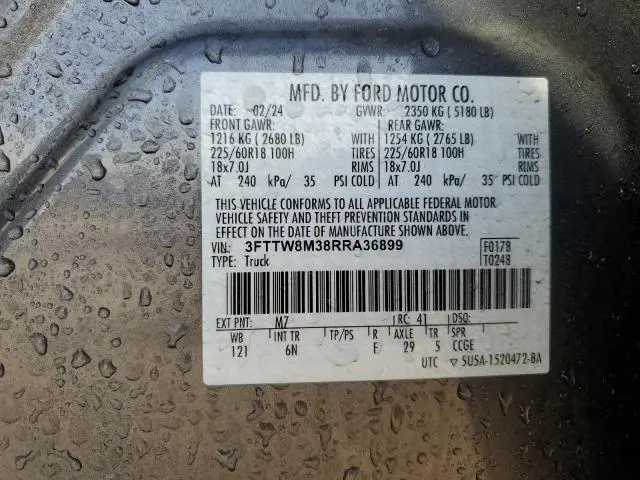 MFD. BY FORD MOTOR CO.
DATE: 02/24 GVWR: 2350 KG ( 5180 LB)
FRONT GAWR: REAR GAWR:
1216 KG ( 2680 LB) WITH 1254 KG ( 2765 LB) WITH
225/60R18 100H TIRES 225/60R18 100H TIRES
18x7.0J RIMS 18x7.0J RIMS
AT 240 kPa/ 35 PSI COLD AT 240 kPa/ 35 PSI COLD
THIS VEHICLE CONFORMS TO ALL APPLICABLE FEDERAL MOTOR
VEHICLE SAFETY AND THEFT PREVENTION STANDARDS IN
EFFECT ON THE DATE OF MANUFACTURE SHOWN ABOVE.
VIN: 3FTTW8M38RRA36899 F0178
TYPE: Truck T0248
EXT PNT: M7 RC: 41 DSO:
WB INT TR TP/PS R AXLE TR SPR
121 6N F 29 5 CCGE
UTC ▽ 5U5A-1520472-BA